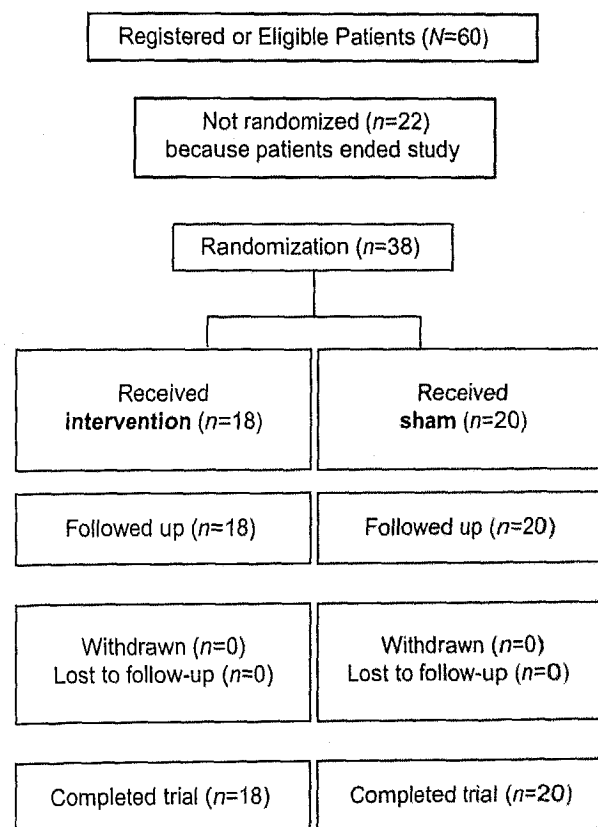 Registered or Eligible Patients (N=60)
Not randomized (n=22)
because patients ended study
Randomization (n=38)
Received
intervention (n=18)
Received
sham (n=20)
Followed up (n=18)
Followed up (n=20)
Withdrawn (n=0)
Lost to follow-up (n=0)
Withdrawn (n=0)
Lost to follow-up (n=0)
Completed trial (n=18)
Completed trial (n=20)